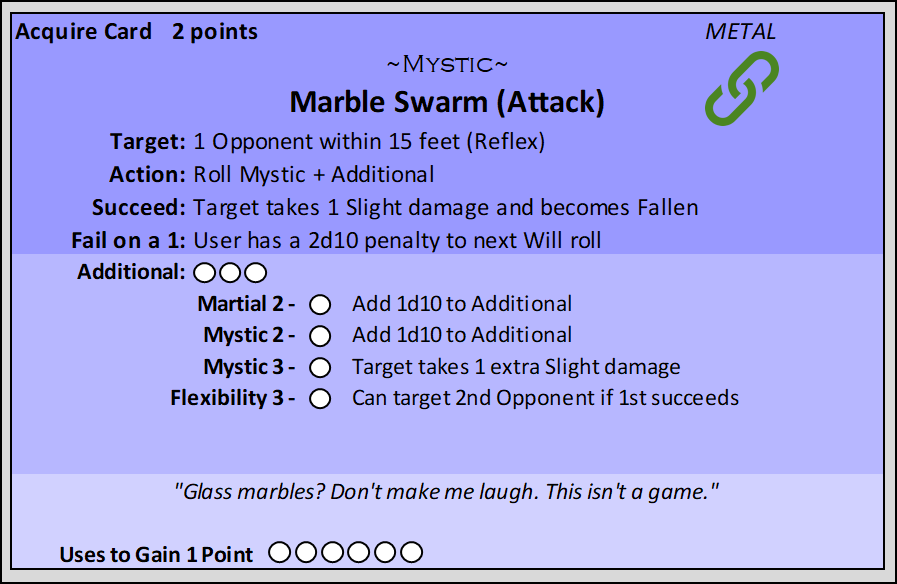 Acquire Card 2 points METAL
~Mystic~
Marble Swarm (Attack)
Target: 1 Opponent within 15 feet (Reflex)
Action: Roll Mystic + Additional
Succeed: Target takes 1 Slight damage and becomes Fallen
Fail on a 1: User has a 2d10 penalty to next Will roll
Additional:
Martial 2 - Add 1d10 to Additional
Mystic 2 - Add 1d10 to Additional
Mystic 3 - Target takes 1 extra Slight damage
Flexibility 3 - Can target 2nd Opponent if 1st succeeds
"Glass marbles? Don't make me laugh. This isn't a game."
Uses to Gain 1 Point